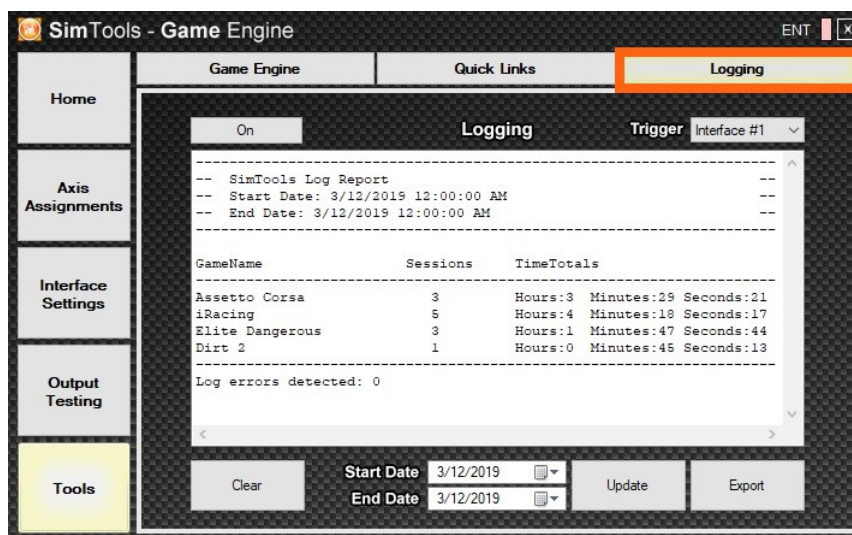 SimTools - Game Engine ENT X
Game Engine Quick Links Logging
Home
Axis
Assignments
Interface
Settings
Output
Testing
Tools
On Logging Trigger Interface #1
-------------------------------------------------------------------------------
-- SimTools Log Report --
-- Start Date: 3/12/2019 12:00:00 AM --
-- End Date: 3/12/2019 12:00:00 AM --
-------------------------------------------------------------------------------
GameName Sessions TimeTotals
-------------------------------------------------------------------------------
Assetto Corsa 3 Hours:3 Minutes:29 Seconds:21
iRacing 5 Hours:4 Minutes:18 Seconds:17
Elite Dangerous 3 Hours:1 Minutes:47 Seconds:44
Dirt 2 1 Hours:0 Minutes:45 Seconds:13
-------------------------------------------------------------------------------
Log errors detected: 0
Clear
Start Date 3/12/2019
End Date 3/12/2019
Update Export